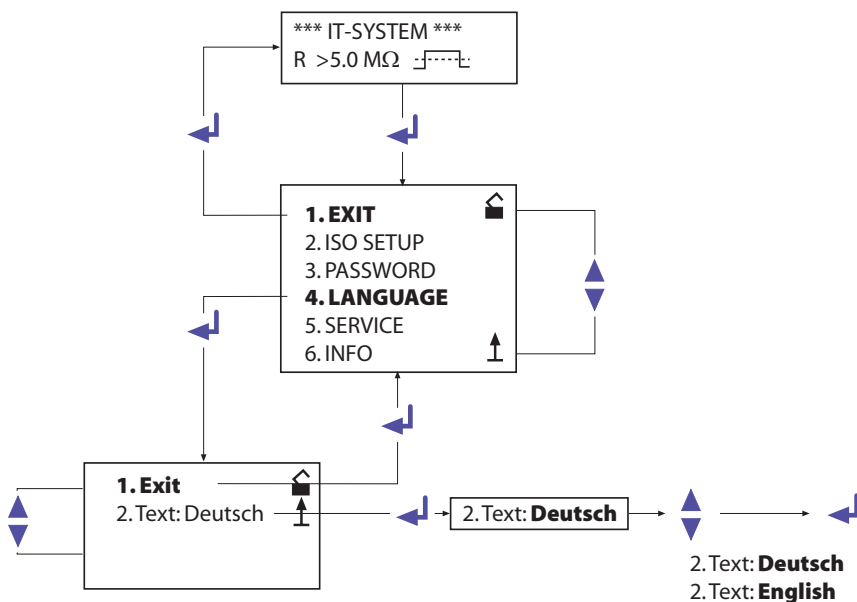 *** IT-SYSTEM ***
R >5.0 MΩ
1. EXIT
2. ISO SETUP
3. PASSWORD
4. LANGUAGE
5. SERVICE
6. INFO
1. Exit
2. Text: Deutsch
2. Text: Deutsch
2. Text: Deutsch
2. Text: English